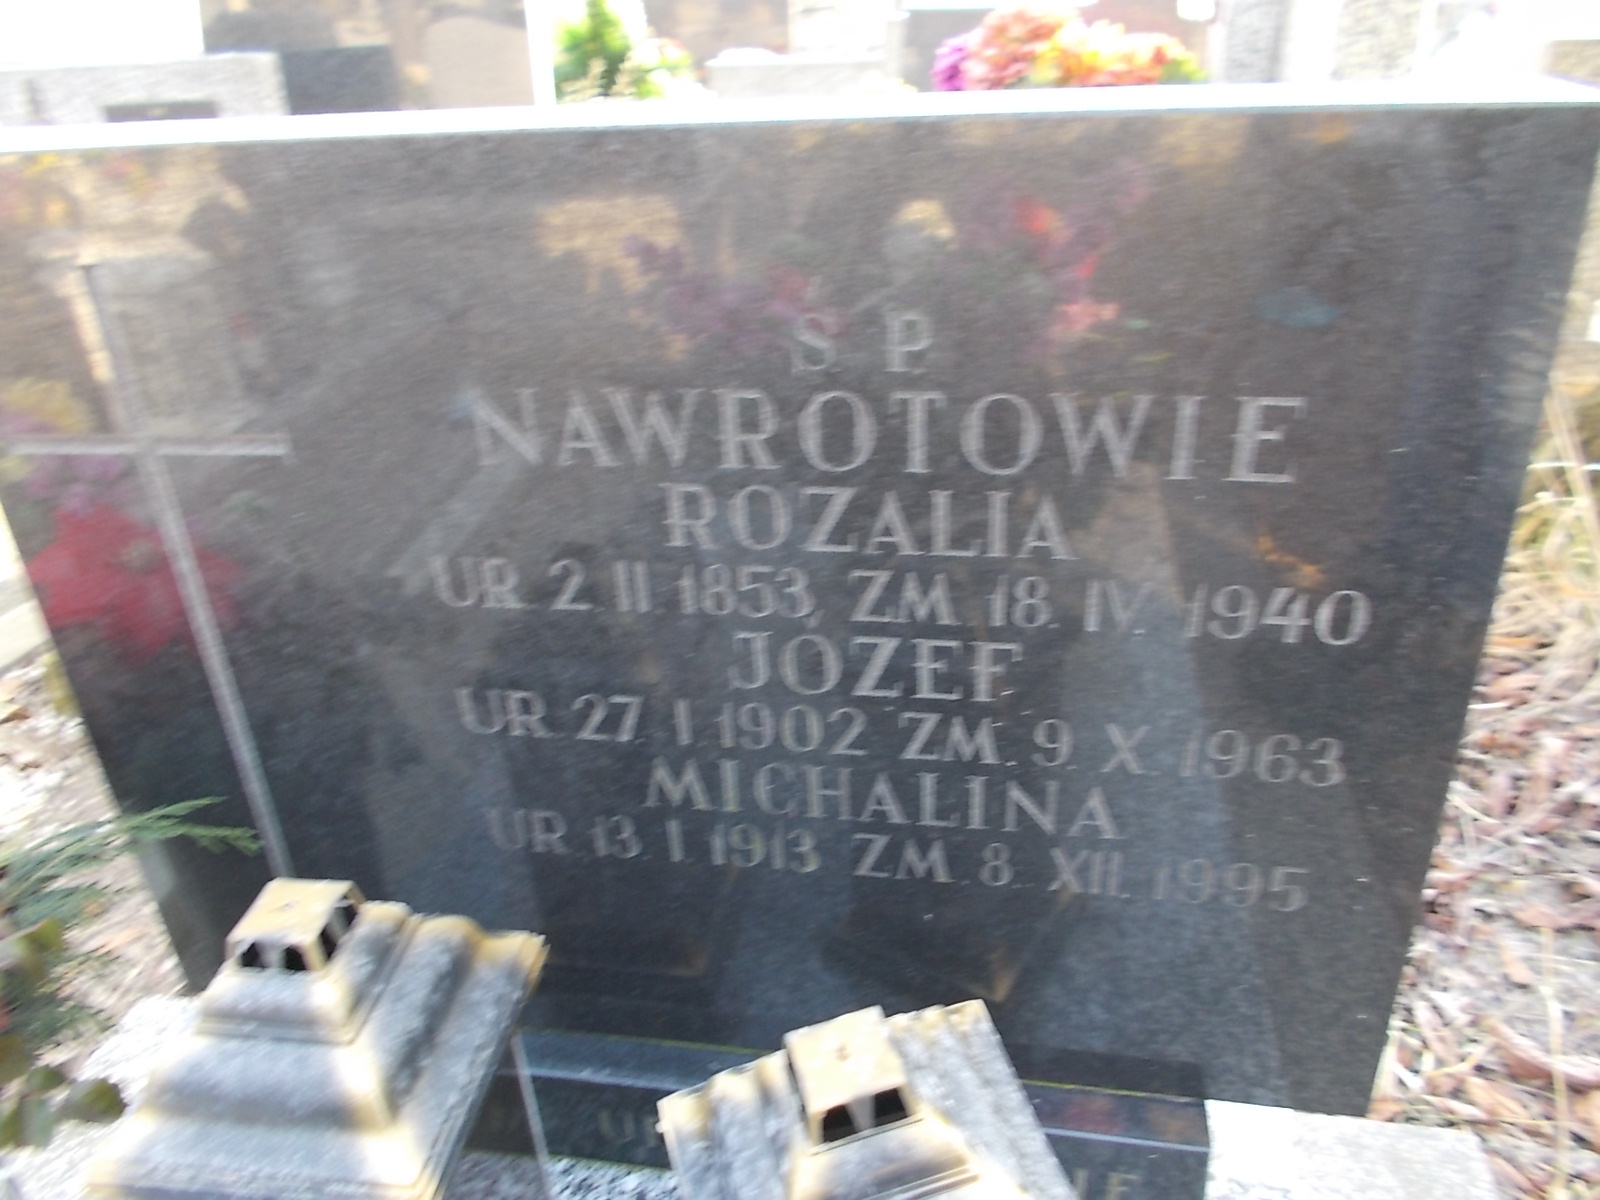 S. P.
NAWROTOWIE
ROZALIA
UR. 2. II. 1853, ZM. 18. IV. 1940
JÓZEF
UR. 27. I. 1902 ZM. 9. X. 1963
MICHALINA
UR. 13. I. 1913 ZM. 8. XII. 1995